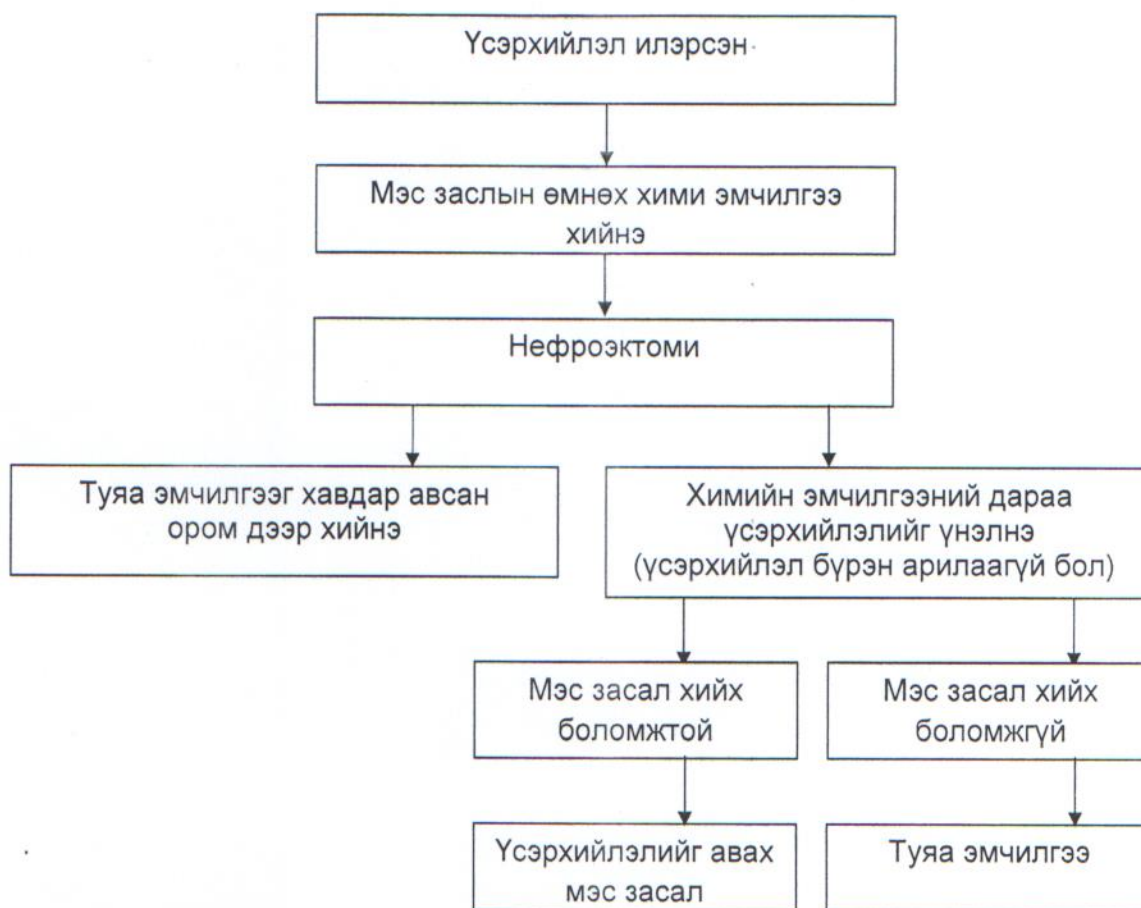 Үсэрхийлэл илэрсэн
Мэс заслын өмнөх хими эмчилгээ
хийнэ
Нефроэктоми
Туяа эмчилгээг хавдар авсан
ором дээр хийнэ
Химийн эмчилгээний дараа
үсэрхийлэлийг үнэлнэ
(үсэрхийлэл бүрэн арилаагүй бол)
Мэс засал хийх
боломжтой
Мэс засал хийх
боломжгүй
Үсэрхийлэлийг авах
мэс засал
Туяа эмчилгээ